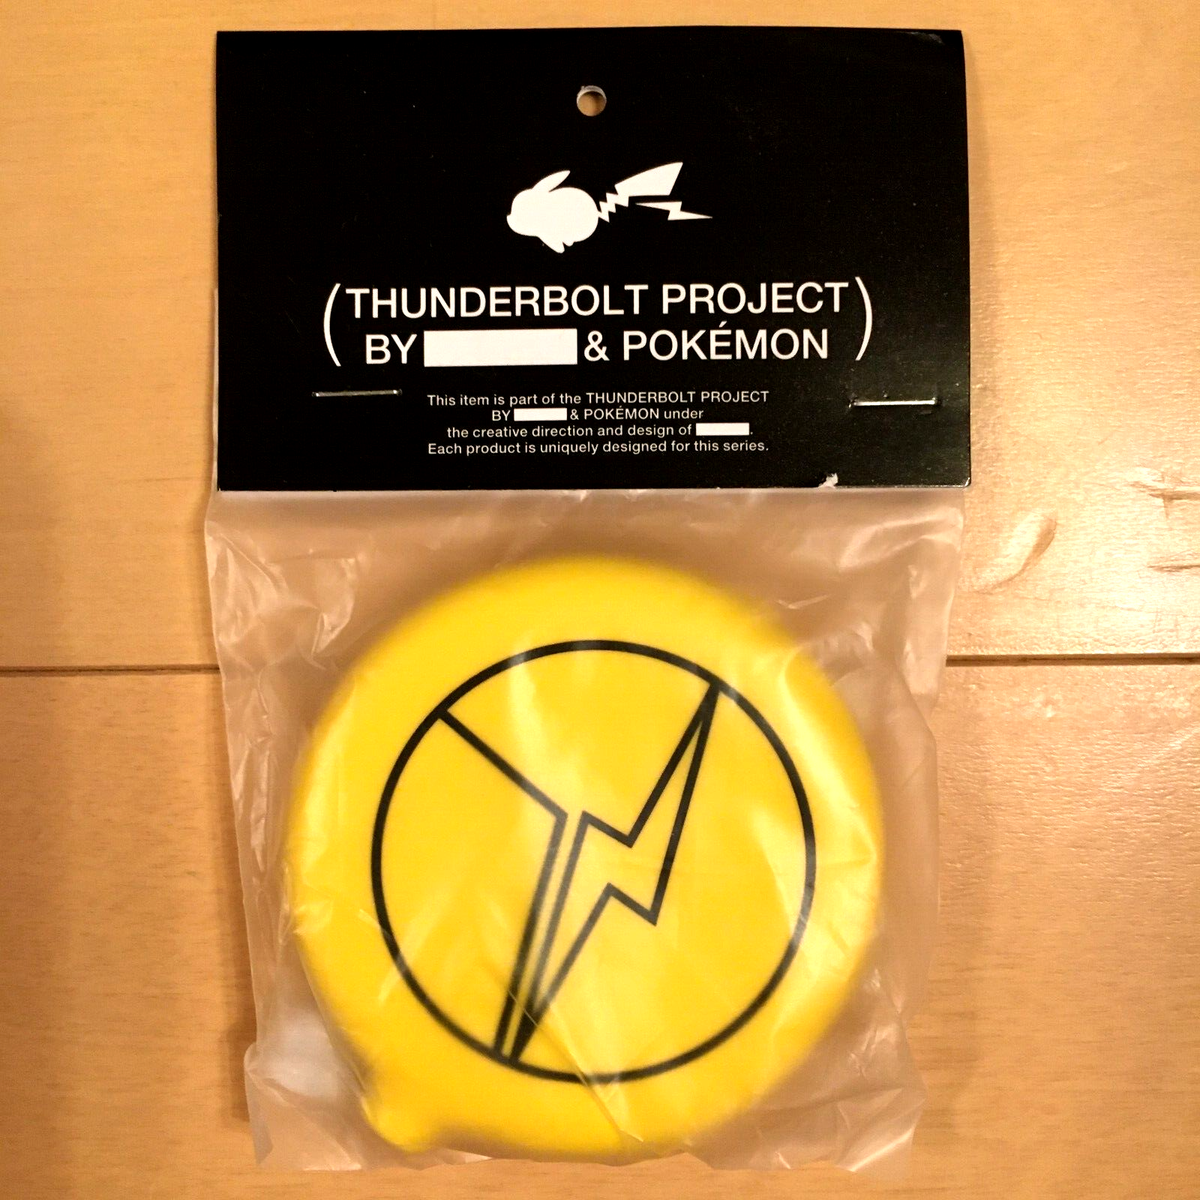 (THUNDERBOLT PROJECT
BY & POKÉMON)
This item is part of the THUNDERBOLT PROJECT
BY & POKÉMON under
the creative direction and design of .
Each product is uniquely designed for this series.